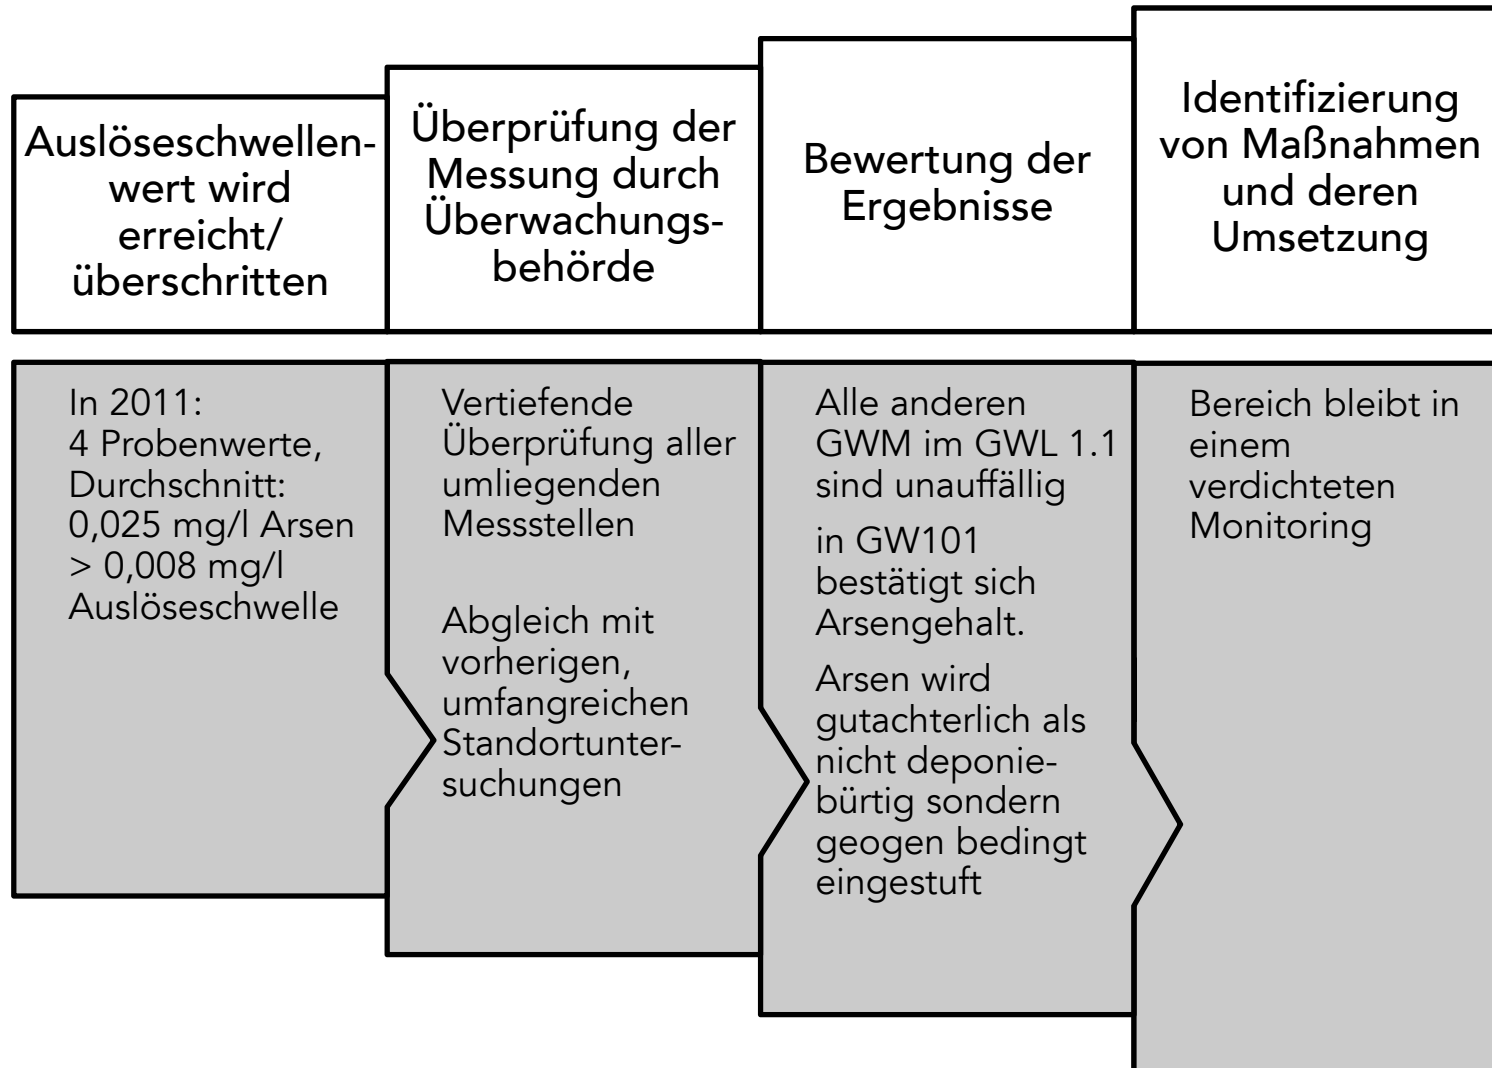 Auslöseschwellen-
wert wird
erreicht/
überschritten
Überprüfung der
Messung durch
Überwachungs-
behörde
Bewertung der
Ergebnisse
Identifizierung
von Maßnahmen
und deren
Umsetzung
In 2011:
4 Probenwerte,
Durchschnitt:
0,025 mg/l Arsen
> 0,008 mg/l
Auslöseschwelle
Vertiefende
Überprüfung aller
umliegenden
Messstellen
Abgleich mit
vorherigen,
umfangreichen
Standortunter-
suchungen
Alle anderen
GWM im GWL 1.1
sind unauffällig
in GW101
bestätigt sich
Arsengehalt.
Arsen wird
gutachterlich als
nicht deponie-
bürtig sondern
geogen bedingt
eingestuft
Bereich bleibt in
einem
verdichteten
Monitoring